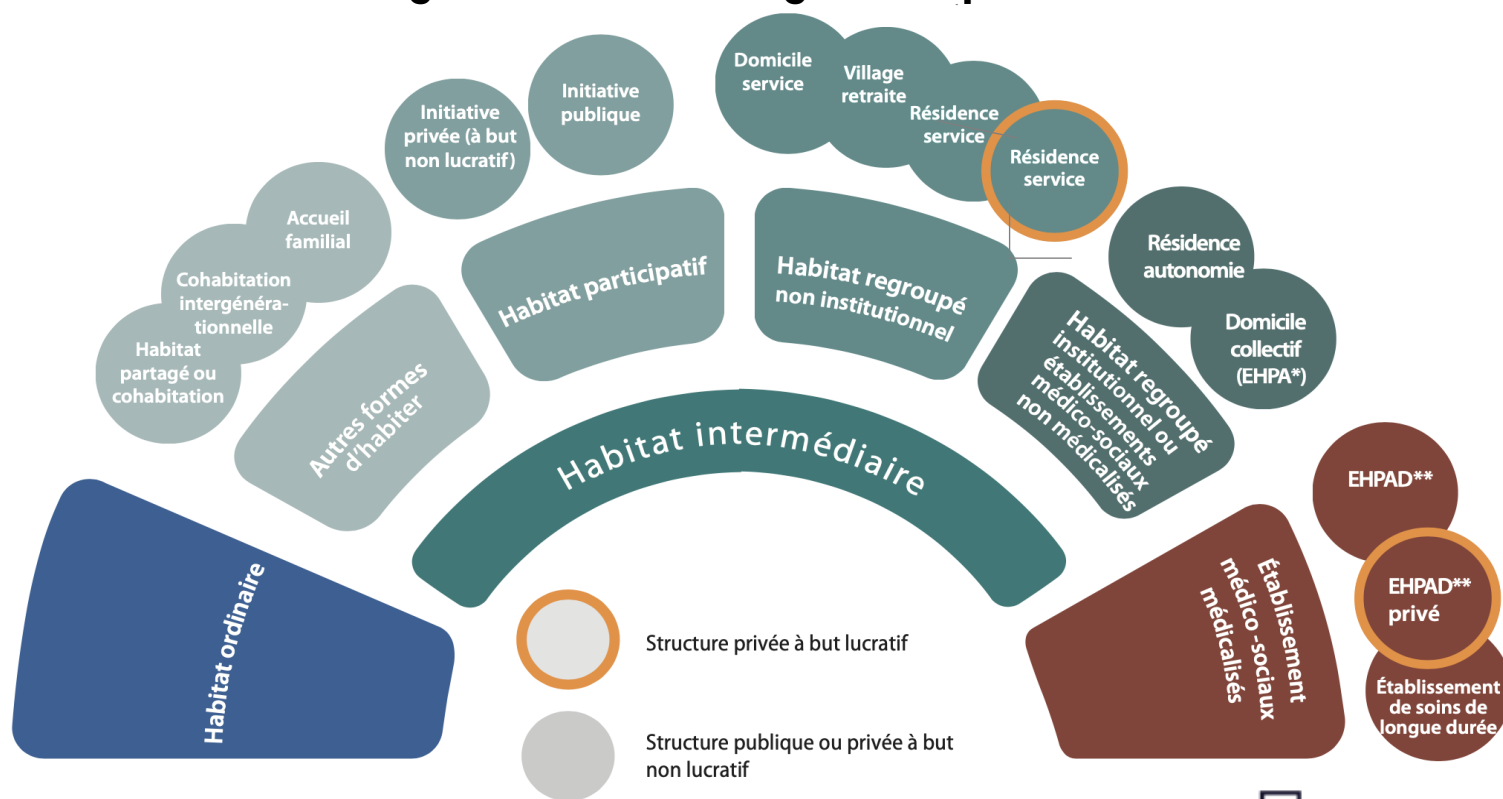 Domicile
service
Village
retraite
Résidence
service
Résidence
service
Initiative
publique
Initiative
privée (à but
non lucratif)
Accueil
familial
Cohabitation
intergénéra-
tionnelle
Habitat
partagé ou
cohabitation
Résidence
autonomie
Domicile
collectif
(EHPA*)
Habitat participatif
Habitat regroupé
non institutionnel
Autres formes
d'habiter
Habitat regroupé
institutionnel ou
établissements
médico-sociaux
non médicalisés
Habitat intermédiaire
Habitat ordinaire
Établissement
médico -sociaux
médicalisés
EHPAD**
EHPAD**
privé
Établissement
de soins de
longue durée
Structure privée à but lucratif
Structure publique ou privée à but
non lucratif